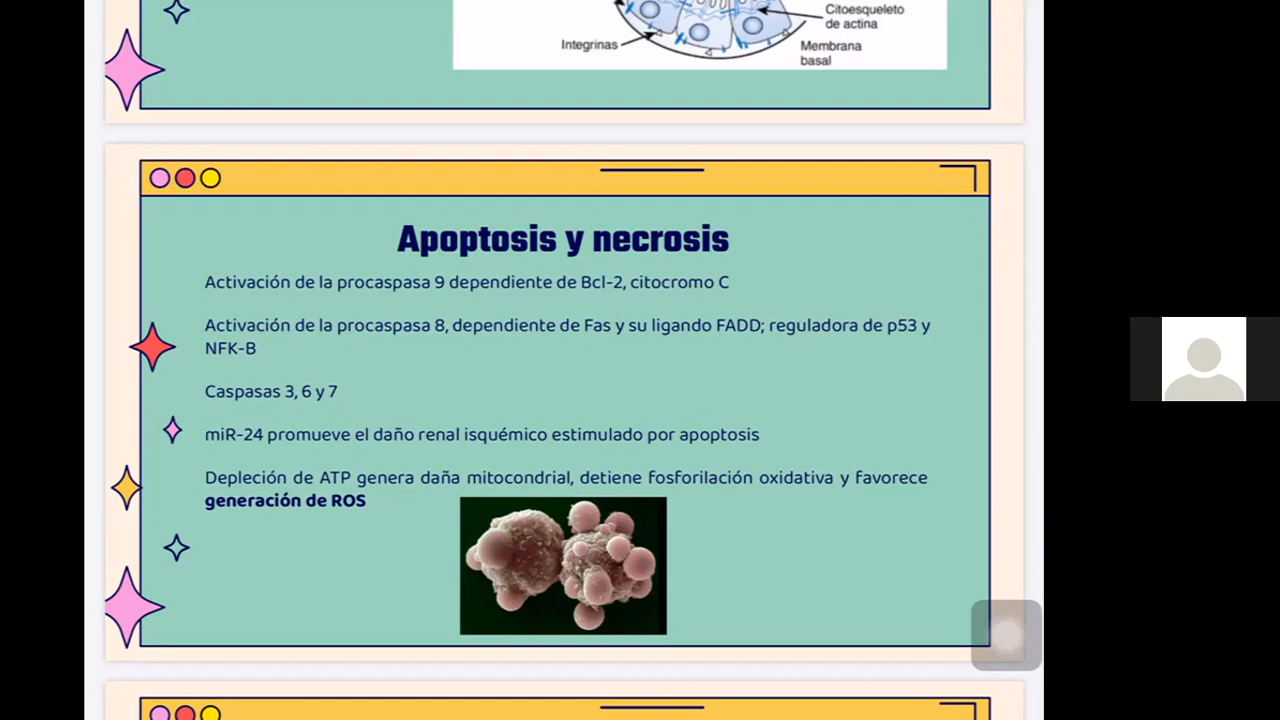 Citoesqueleto
de actina
Integrinas
Membrana
basal
Apoptosis y necrosis
Activación de la procaspasa 9 dependiente de Bcl-2, citocromo C
Activación de la procaspasa 8, dependiente de Fas y su ligando FADD; reguladora de p53 y
NFK-B
Caspasas 3, 6 y 7
miR-24 promueve el daño renal isquémico estimulado por apoptosis
Depleción de ATP genera daña mitocondrial, detiene fosforilación oxidativa y favorece
generación de ROS